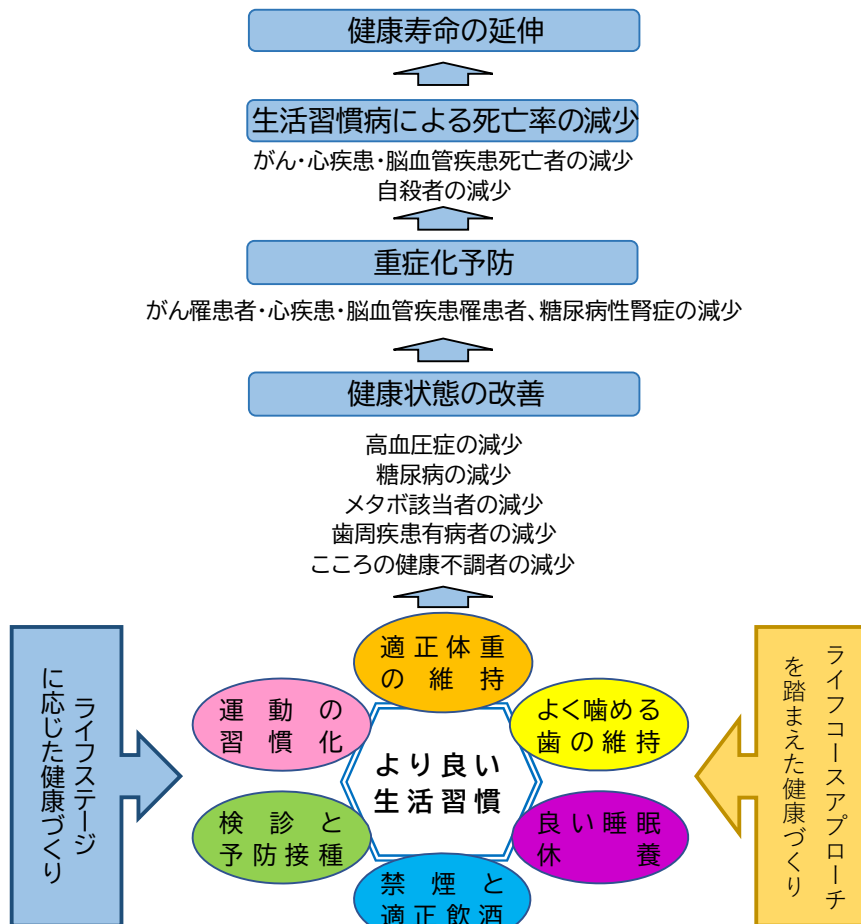 健康寿命の延伸
生活習慣病による死亡率の減少
がん・心疾患・脳血管疾患死亡者の減少
自殺者の減少
重症化予防
がん罹患者・心疾患・脳血管疾患罹患者、糖尿病性腎症の減少
健康状態の改善
高血圧症の減少
糖尿病の減少
メタボ該当者の減少
歯周疾患有病者の減少
こころの健康不調者の減少
ライフステージ
に応じた健康づくり
適正体重
の維持
運動の
習慣化
よく噛める
歯の維持
より良い
生活習慣
検診と
予防接種
良い睡眠
休養
禁煙と
適正飲酒
ライフコースアプローチ
を踏まえた健康づくり